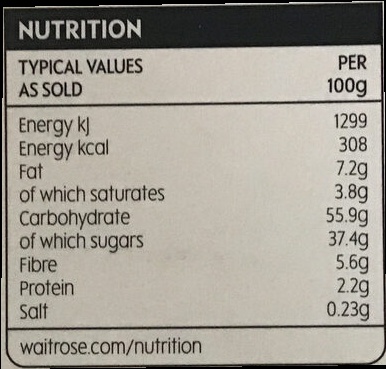 NUTRITION
TYPICAL VALUES PER
AS SOLD 100g
Energy kJ 1299
Energy kcal 308
Fat 7.2g
of which saturates 3.8g
Carbohydrate 55.9g
of which sugars 37.4g
Fibre 5.6g
Protein 2.2g
Salt 0.23g
waitrose.com/nutrition